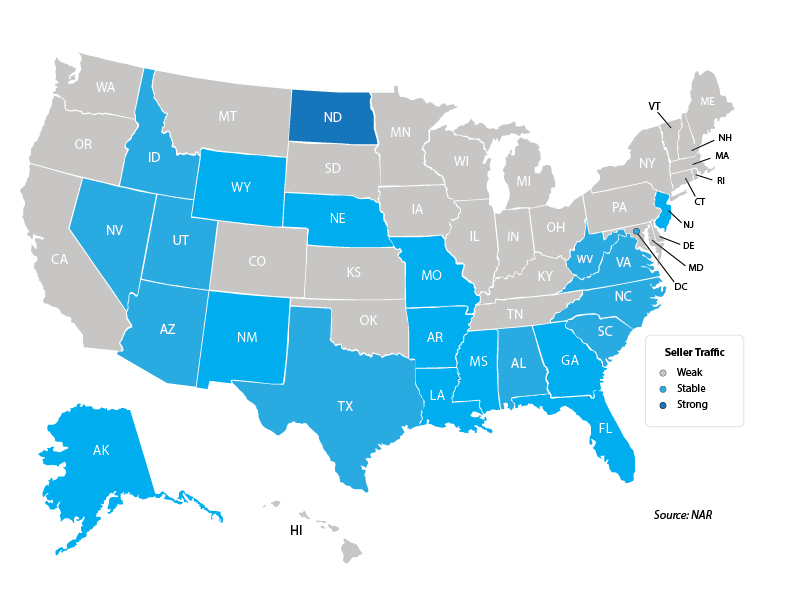 WA
MT
ND
MN
ME
VT
OR
ID
SD
WI
MI
NY
NH
MA
RI
CT
WY
NE
IA
IL
IN
OH
PA
NJ
NV
UT
CO
KS
MO
KY
WV
VA
DE
MD
DC
CA
AZ
NM
OK
AR
TN
NC
SC
TX
LA
MS
AL
GA
FL
Seller Traffic
Weak
Stable
Strong
AK
HI
Source: NAR